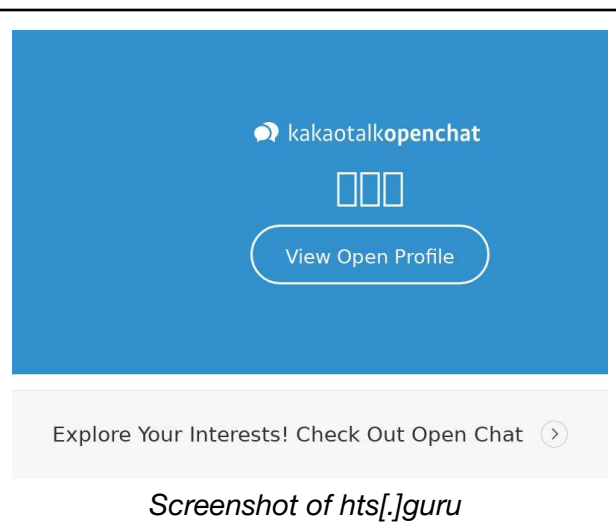 kakaotalkopenchat
View Open Profile
Explore Your Interests! Check Out Open Chat
Screenshot of hts[.]guru